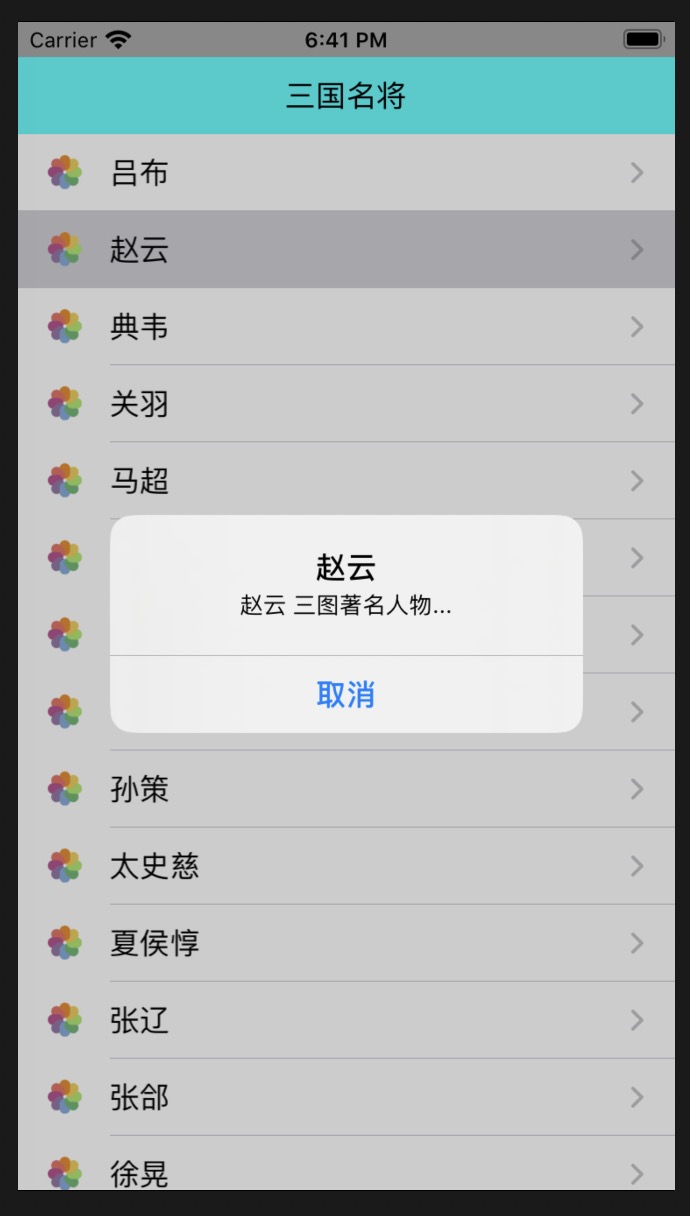 Carrier 6:41 PM
三国名将
吕布
赵云
典韦
关羽
马超
赵云
赵云 三图著名人物...
取消
孙策
太史慈
夏侯惇
张辽
张郃
徐晃